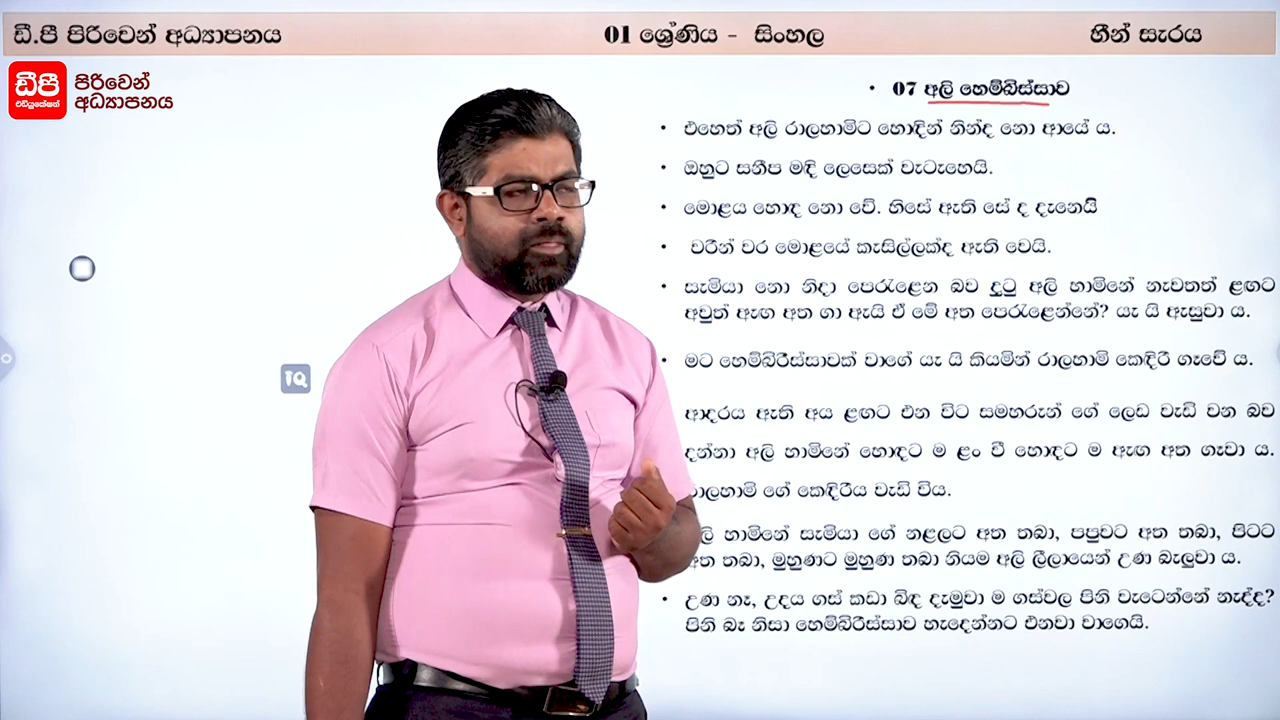 ඩී.පී පිරිවෙන් අධ්‍යාපනය
01 ශ්‍රේණිය - සිංහල
හීන් සැරය
ඩීපී
එඩියුකේෂන්
පිරිවෙන්
අධ්‍යාපනය
• 07 අලි හෙම්බිස්සාව
• එහෙත් අලි රාලහාමිට හොඳින් නින්ද නො ආයේ ය.
• ඔහුට සනීප මඳි ලෙසෙක් වැටැහෙයි.
• මොළය හොඳ නො වේ. හිසේ ඇති සේ ද දැනෙයි
• වරින් වර මොළයේ කැසිල්ලක්ද ඇති වෙයි.
• සැමියා නො නිදා පෙරැළෙන බව දුටු අලි හාමිනේ නැවතත් ළඟට
අවුත් ඇඟ අත ගා ඇයි ඒ මේ අත පෙරැළෙන්නේ? යැ යි ඇසුවා ය.
• මට හෙම්බිරිස්සාවක් වාගේ යැ යි කියමින් රාලහාමි කෙඳිරි ගෑවේ ය.
ආදරය ඇති අය ළඟට එන විට සමහරුන් ගේ ලෙඩ වැඩි වන බව
දන්නා අලි හාමිනේ හොඳට ම ළං වී හොඳට ම ඇඟ අත ගෑවා ය.
රාලහාමි ගේ කෙඳිරිය වැඩි විය.
හාමිනේ සැමියා ගේ නළලට අත තබා, පපුවට අත තබා, පිටට
අත තබා, මුහුණට මුහුණ තබා නියම අලි ලීලායෙන් උණ බැලුවා ය.
• උණ නෑ, උදය ගස් කඩා බිඳ දැමුවා ම ගස්වල පිනි වැටෙන්නේ නැද්ද?
පිනි බෑ නිසා හෙම්බිරිස්සාව හැදෙන්නට එනවා වාගෙයි.